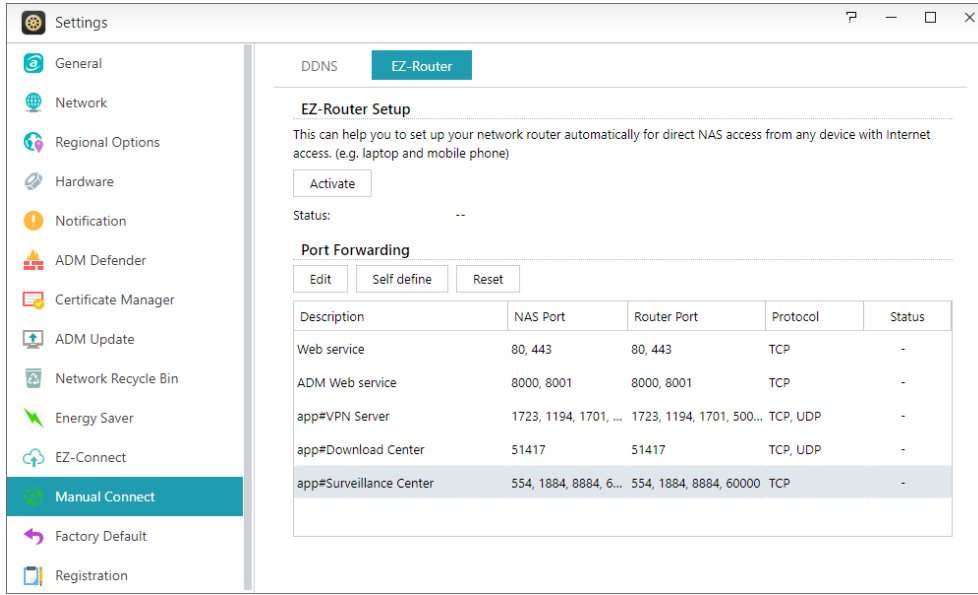 Settings
General
Network
Regional Options
Hardware
Notification
ADM Defender
Certificate Manager
ADM Update
Network Recycle Bin
Energy Saver
EZ-Connect
Manual Connect
Factory Default
Registration
DDNS EZ-Router
EZ-Router Setup
This can help you to set up your network router automatically for direct NAS access from any device with Internet
access. (e.g. laptop and mobile phone)
Activate
Status: --
Port Forwarding
Edit Self define Reset
Description NAS Port Router Port Protocol Status
Web service 80, 443 80, 443 TCP -
ADM Web service 8000, 8001 8000, 8001 TCP -
app#VPN Server 1723, 1194, 1701, ... 1723, 1194, 1701, 500... TCP, UDP -
app#Download Center 51417 51417 TCP, UDP -
app#Surveillance Center 554, 1884, 8884, 6... 554, 1884, 8884, 60000 TCP -